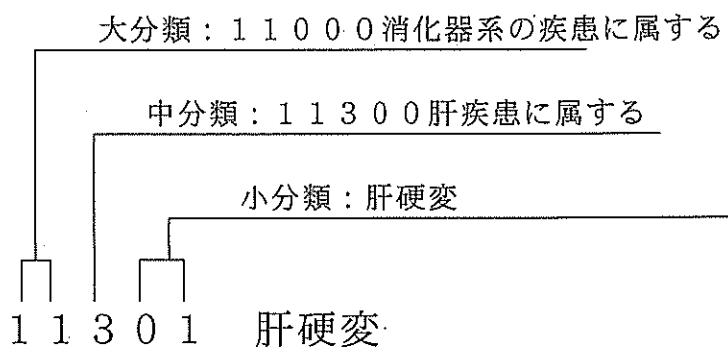 大分類：１１０００消化器系の疾患に属する
中分類：１１３００肝疾患に属する
小分類：肝硬変
１１３０１　肝硬変